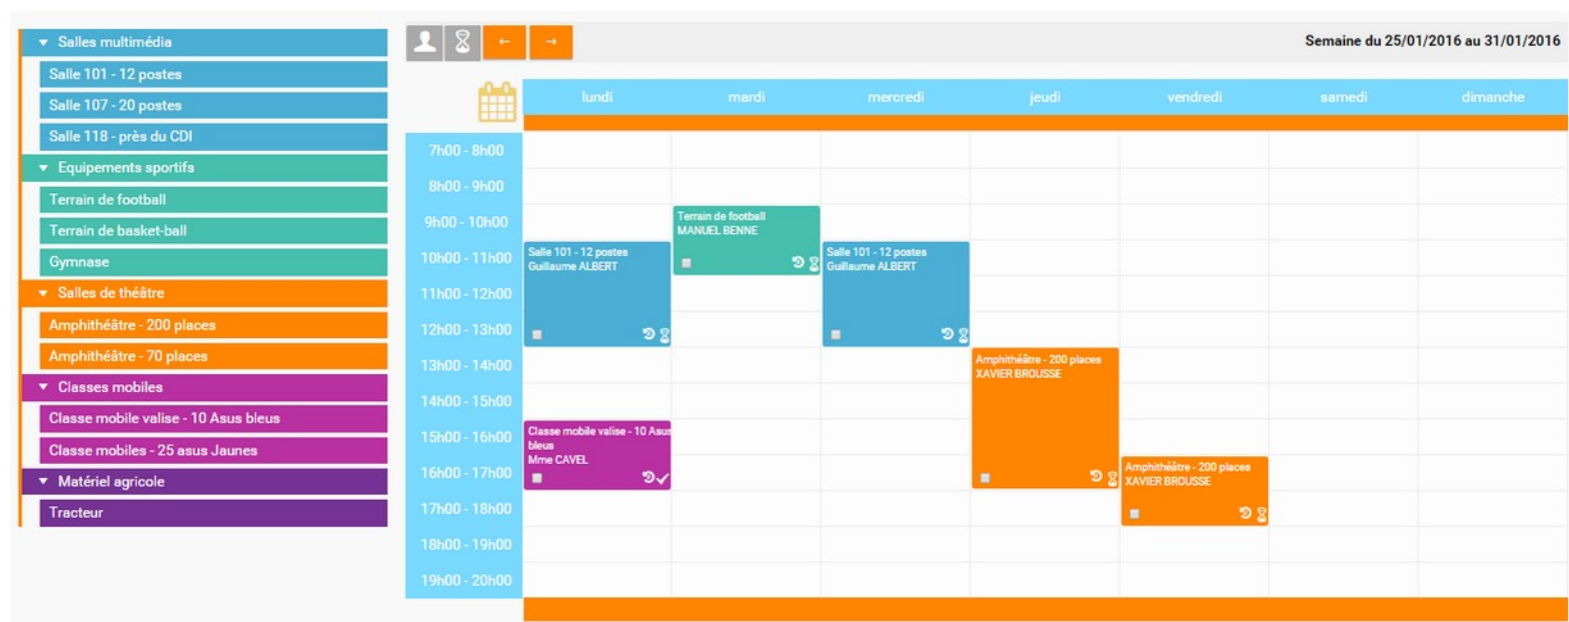 Salles multimédia
Salle 101 - 12 postes
Salle 107 - 20 postes
Salle 118 - près du CDI
Equipements sportifs
Terrain de football
Terrain de basket-ball
Gymnase
Salles de théâtre
Amphithéâtre - 200 places
Amphithéâtre - 70 places
Classes mobiles
Classe mobile valise - 10 Asus bleus
Classe mobiles - 25 asus Jaunes
Matériel agricole
Tracteur
Semaine du 25/01/2016 au 31/01/2016
lundi mardi mercredi jeudi vendredi samedi dimanche
7h00 - 8h00
8h00 - 9h00
9h00 - 10h00
10h00 - 11h00
11h00 - 12h00
12h00 - 13h00
13h00 - 14h00
14h00 - 15h00
15h00 - 16h00
16h00 - 17h00
17h00 - 18h00
18h00 - 19h00
19h00 - 20h00
Salle 101 - 12 postes
Guillaume ALBERT
Classe mobile valise - 10 Asus
bleus
Mme CAVEL
Terrain de football
MANUEL BENNE
Salle 101 - 12 postes
Guillaume ALBERT
Amphithéâtre - 200 places
XAVIER BROUSSE
Amphithéâtre - 200 places
XAVIER BROUSSE